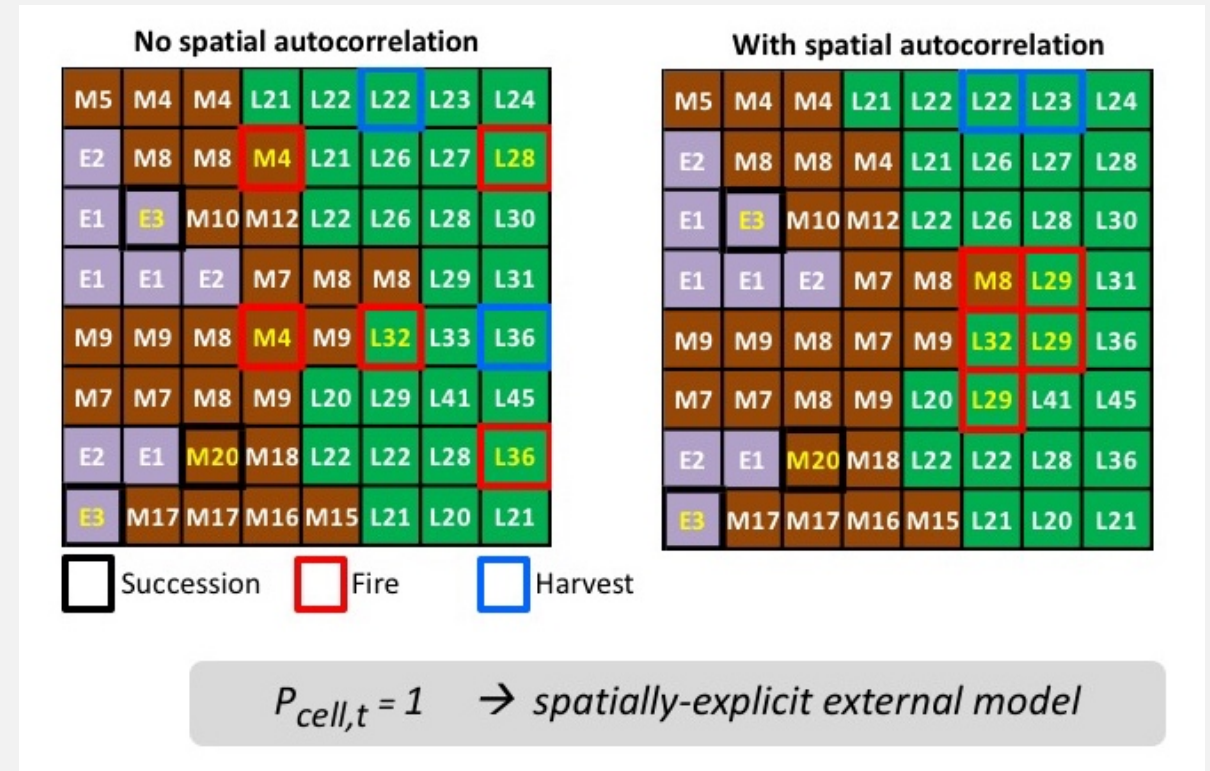 No spatial autocorrelation
M5 M4 M4 L21 L22 L22 L23 L24
E2 M8 M8 M4 L21 L26 L27 L28
E1 E3 M10 M12 L22 L26 L28 L30
E1 E1 E2 M7 M8 M8 L29 L31
M9 M9 M8 M4 M9 L32 L33 L36
M7 M7 M8 M9 L20 L29 L41 L45
E2 E1 M20 M18 L22 L22 L28 L36
E3 M17 M17 M16 M15 L21 L20 L21
With spatial autocorrelation
M5 M4 M4 L21 L22 L22 L23 L24
E2 M8 M8 M4 L21 L26 L27 L28
E1 E3 M10 M12 L22 L26 L28 L30
E1 E1 E2 M7 M8 M8 L29 L31
M9 M9 M8 M7 M9 L32 L29 L36
M7 M7 M8 M9 L20 L29 L41 L45
E2 E1 M20 M18 L22 L22 L28 L36
E3 M17 M17 M16 M15 L21 L20 L21
Succession Fire Harvest
Pcell,t = 1 → spatially-explicit external model